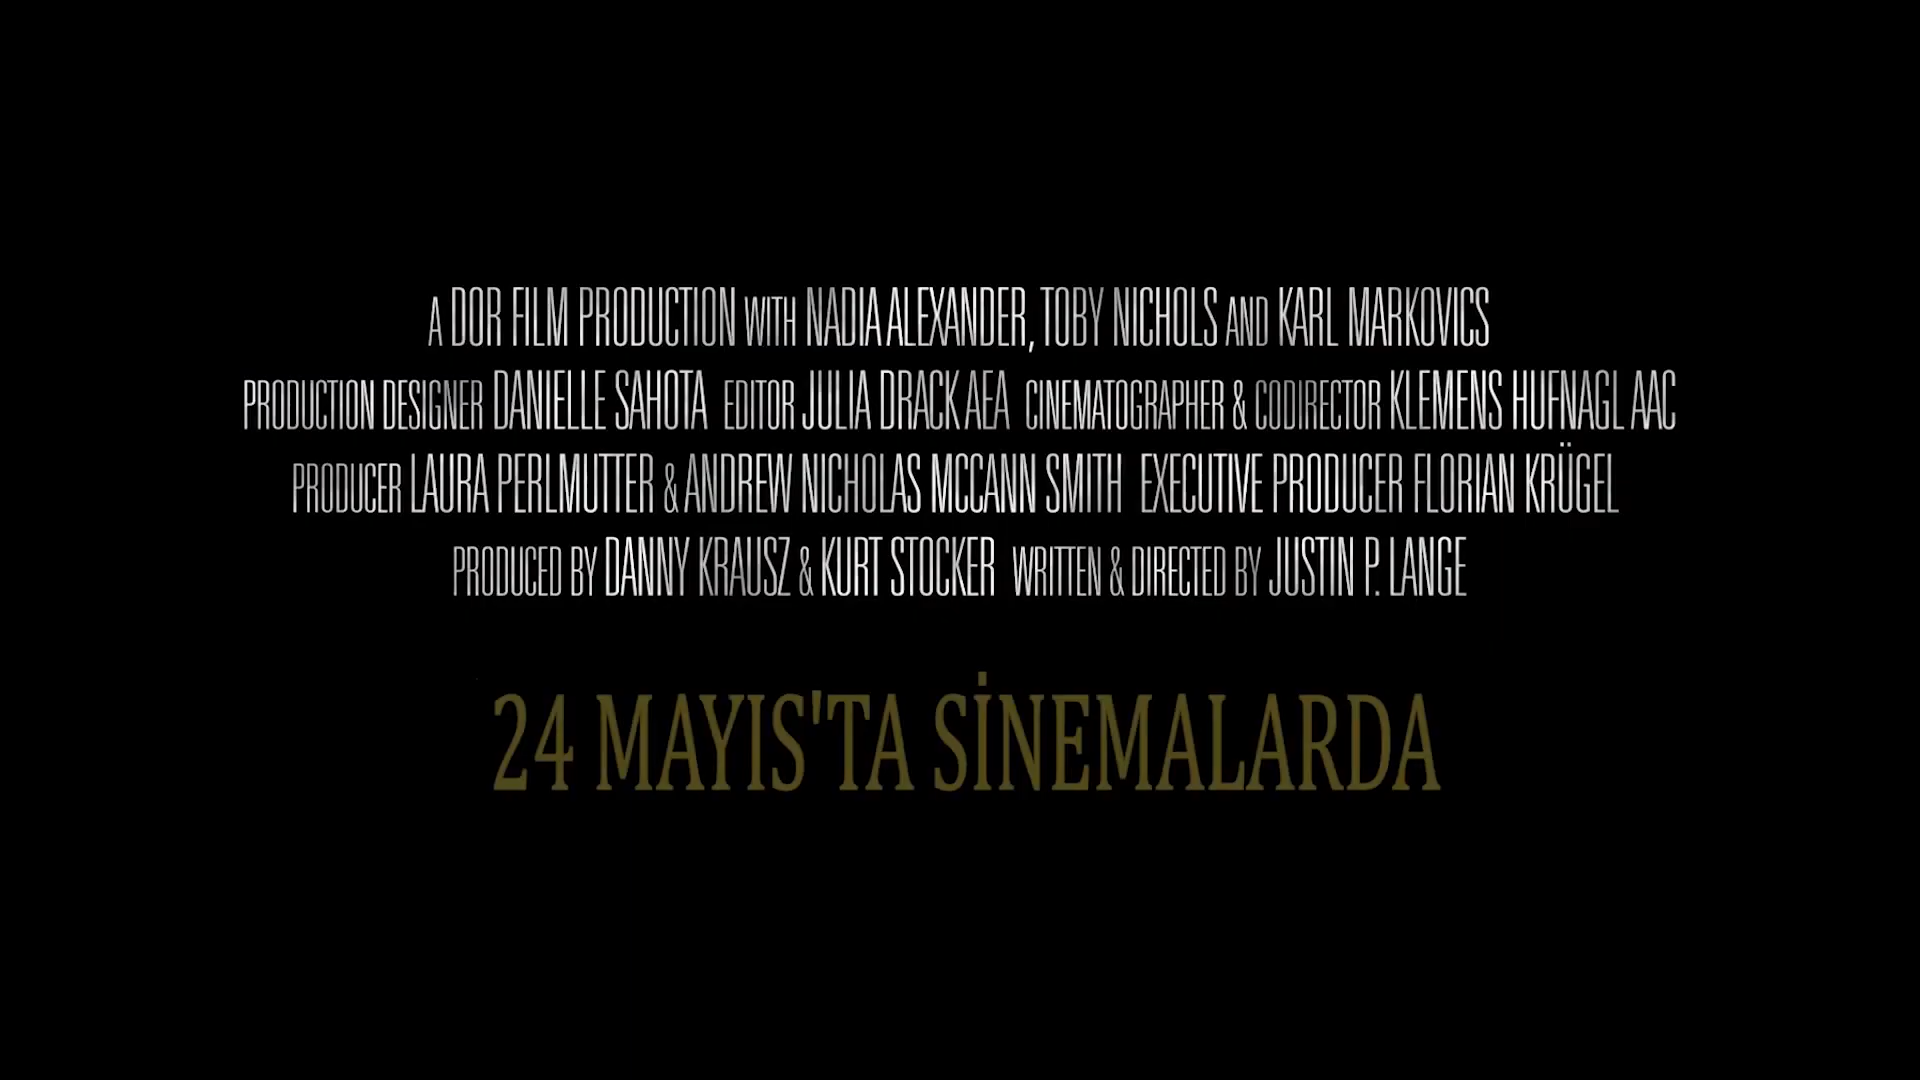 A DOR FILM PRODUCTION WITH NADIA ALEXANDER, TOBY NICHOLS AND KARL MARKOVICS
PRODUCTION DESIGNER DANIELLE SAHOTA EDITOR JULIA DRACK AEA CINEMATOGRAPHER & CODIRECTOR KLEMENS HUFNAGL AAC
PRODUCER LAURA PERLMUTTER & ANDREW NICHOLAS MCCANN SMITH EXECUTIVE PRODUCER FLORIAN KRÜGEL
PRODUCED BY DANNY KRAUSZ & KURT STOCKER WRITTEN & DIRECTED BY JUSTIN P. LANGE
24 MAYIS'TA SİNEMALARDA